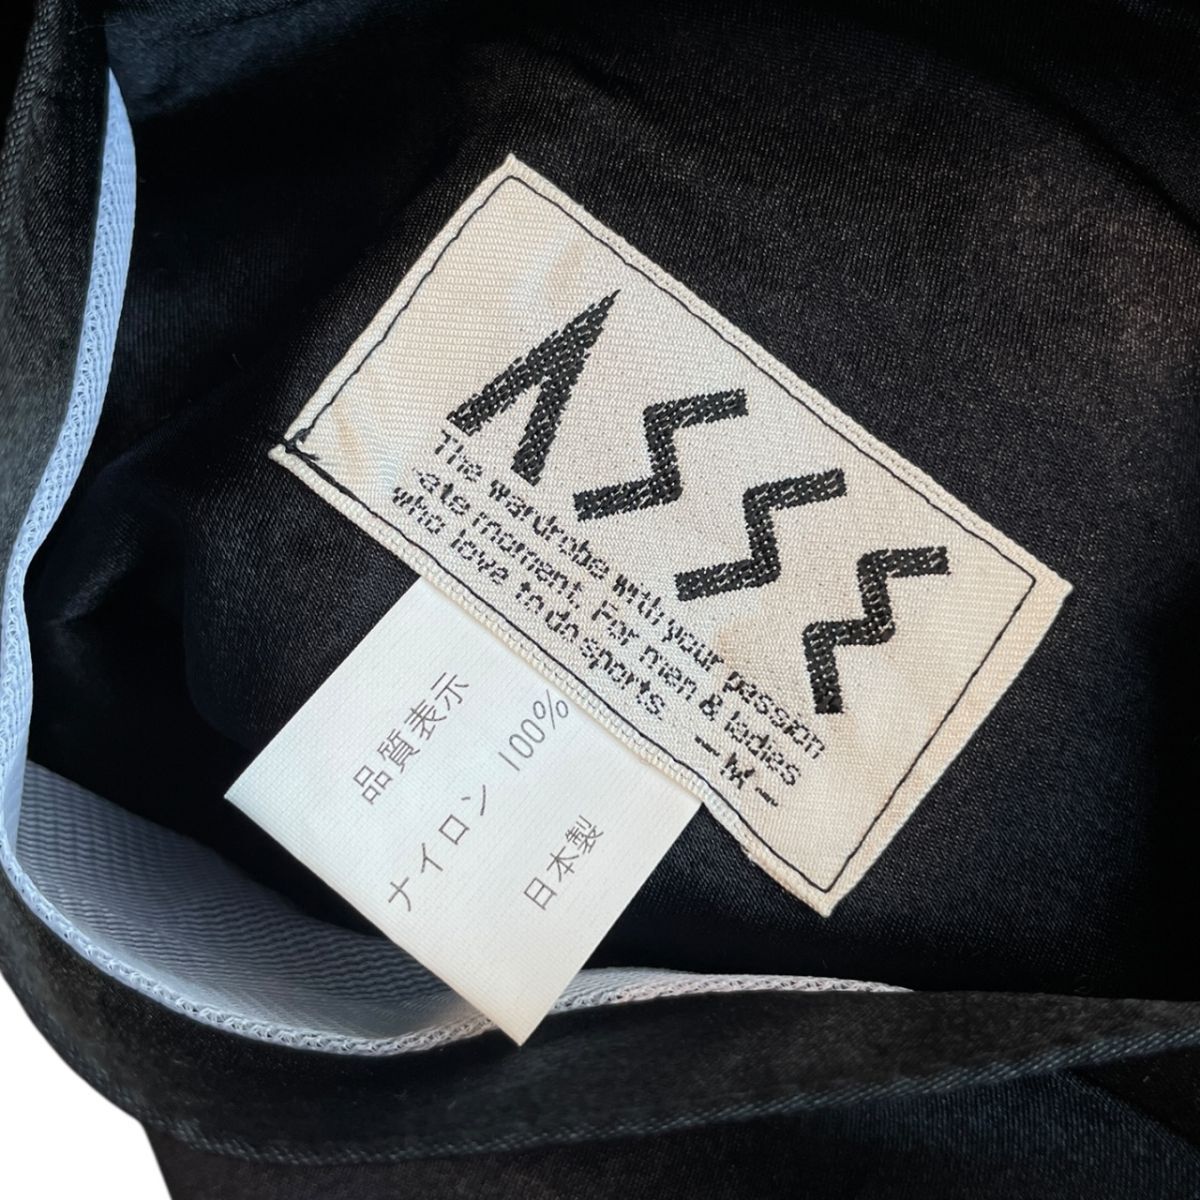 ASSM
The wardrobe with your passion
-ate moment. For men & ladies
who love to do sports. -M-
品質表示
ナイロン 100%
日本製